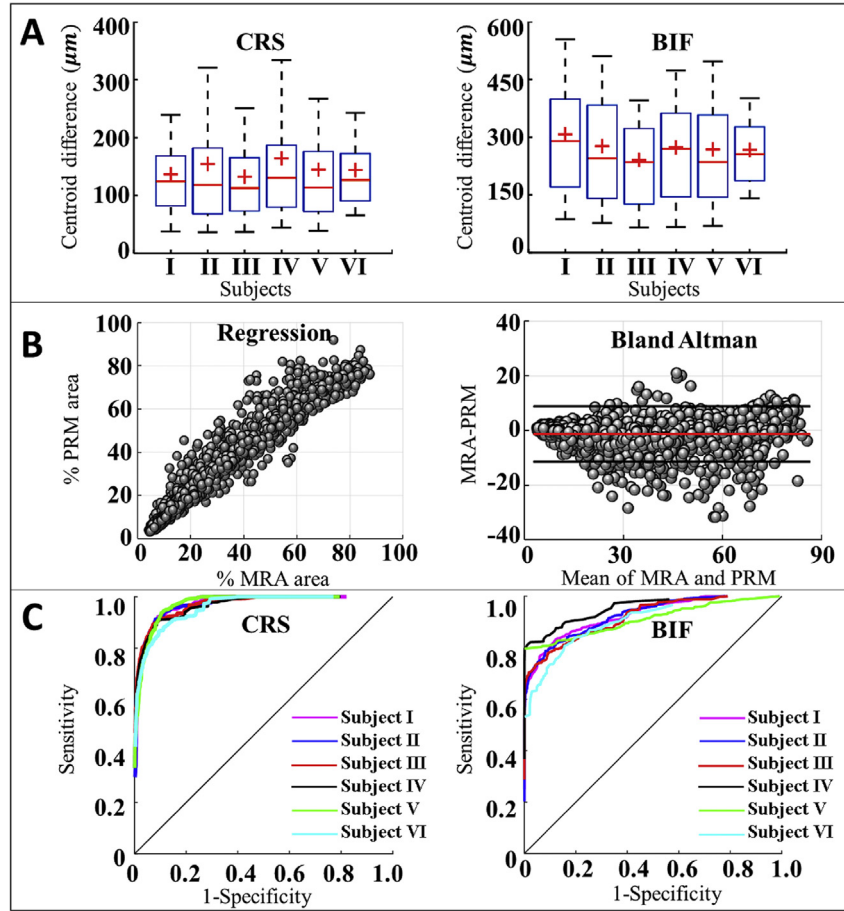 A
CRS
Centroid difference (μm)
400
300
200
100
0
I II III IV V VI
Subjects
BIF
Centroid difference (μm)
600
450
300
150
0
I II III IV V VI
Subjects
B
Regression
% PRM area
100
80
60
40
20
0
0 20 40 60 80 100
% MRA area
Bland Altman
MRA-PRM
40
20
0
-20
-40
0 30 60 90
Mean of MRA and PRM
C
CRS
Sensitivity
1.0
0.8
0.6
0.4
0.2
0
Subject I
Subject II
Subject III
Subject IV
Subject V
Subject VI
0 0.2 0.4 0.6 0.8 1.0
1-Specificity
BIF
Sensitivity
1.0
0.8
0.6
0.4
0.2
0
Subject I
Subject II
Subject III
Subject IV
Subject V
Subject VI
0 0.2 0.4 0.6 0.8 1.0
1-Specificity